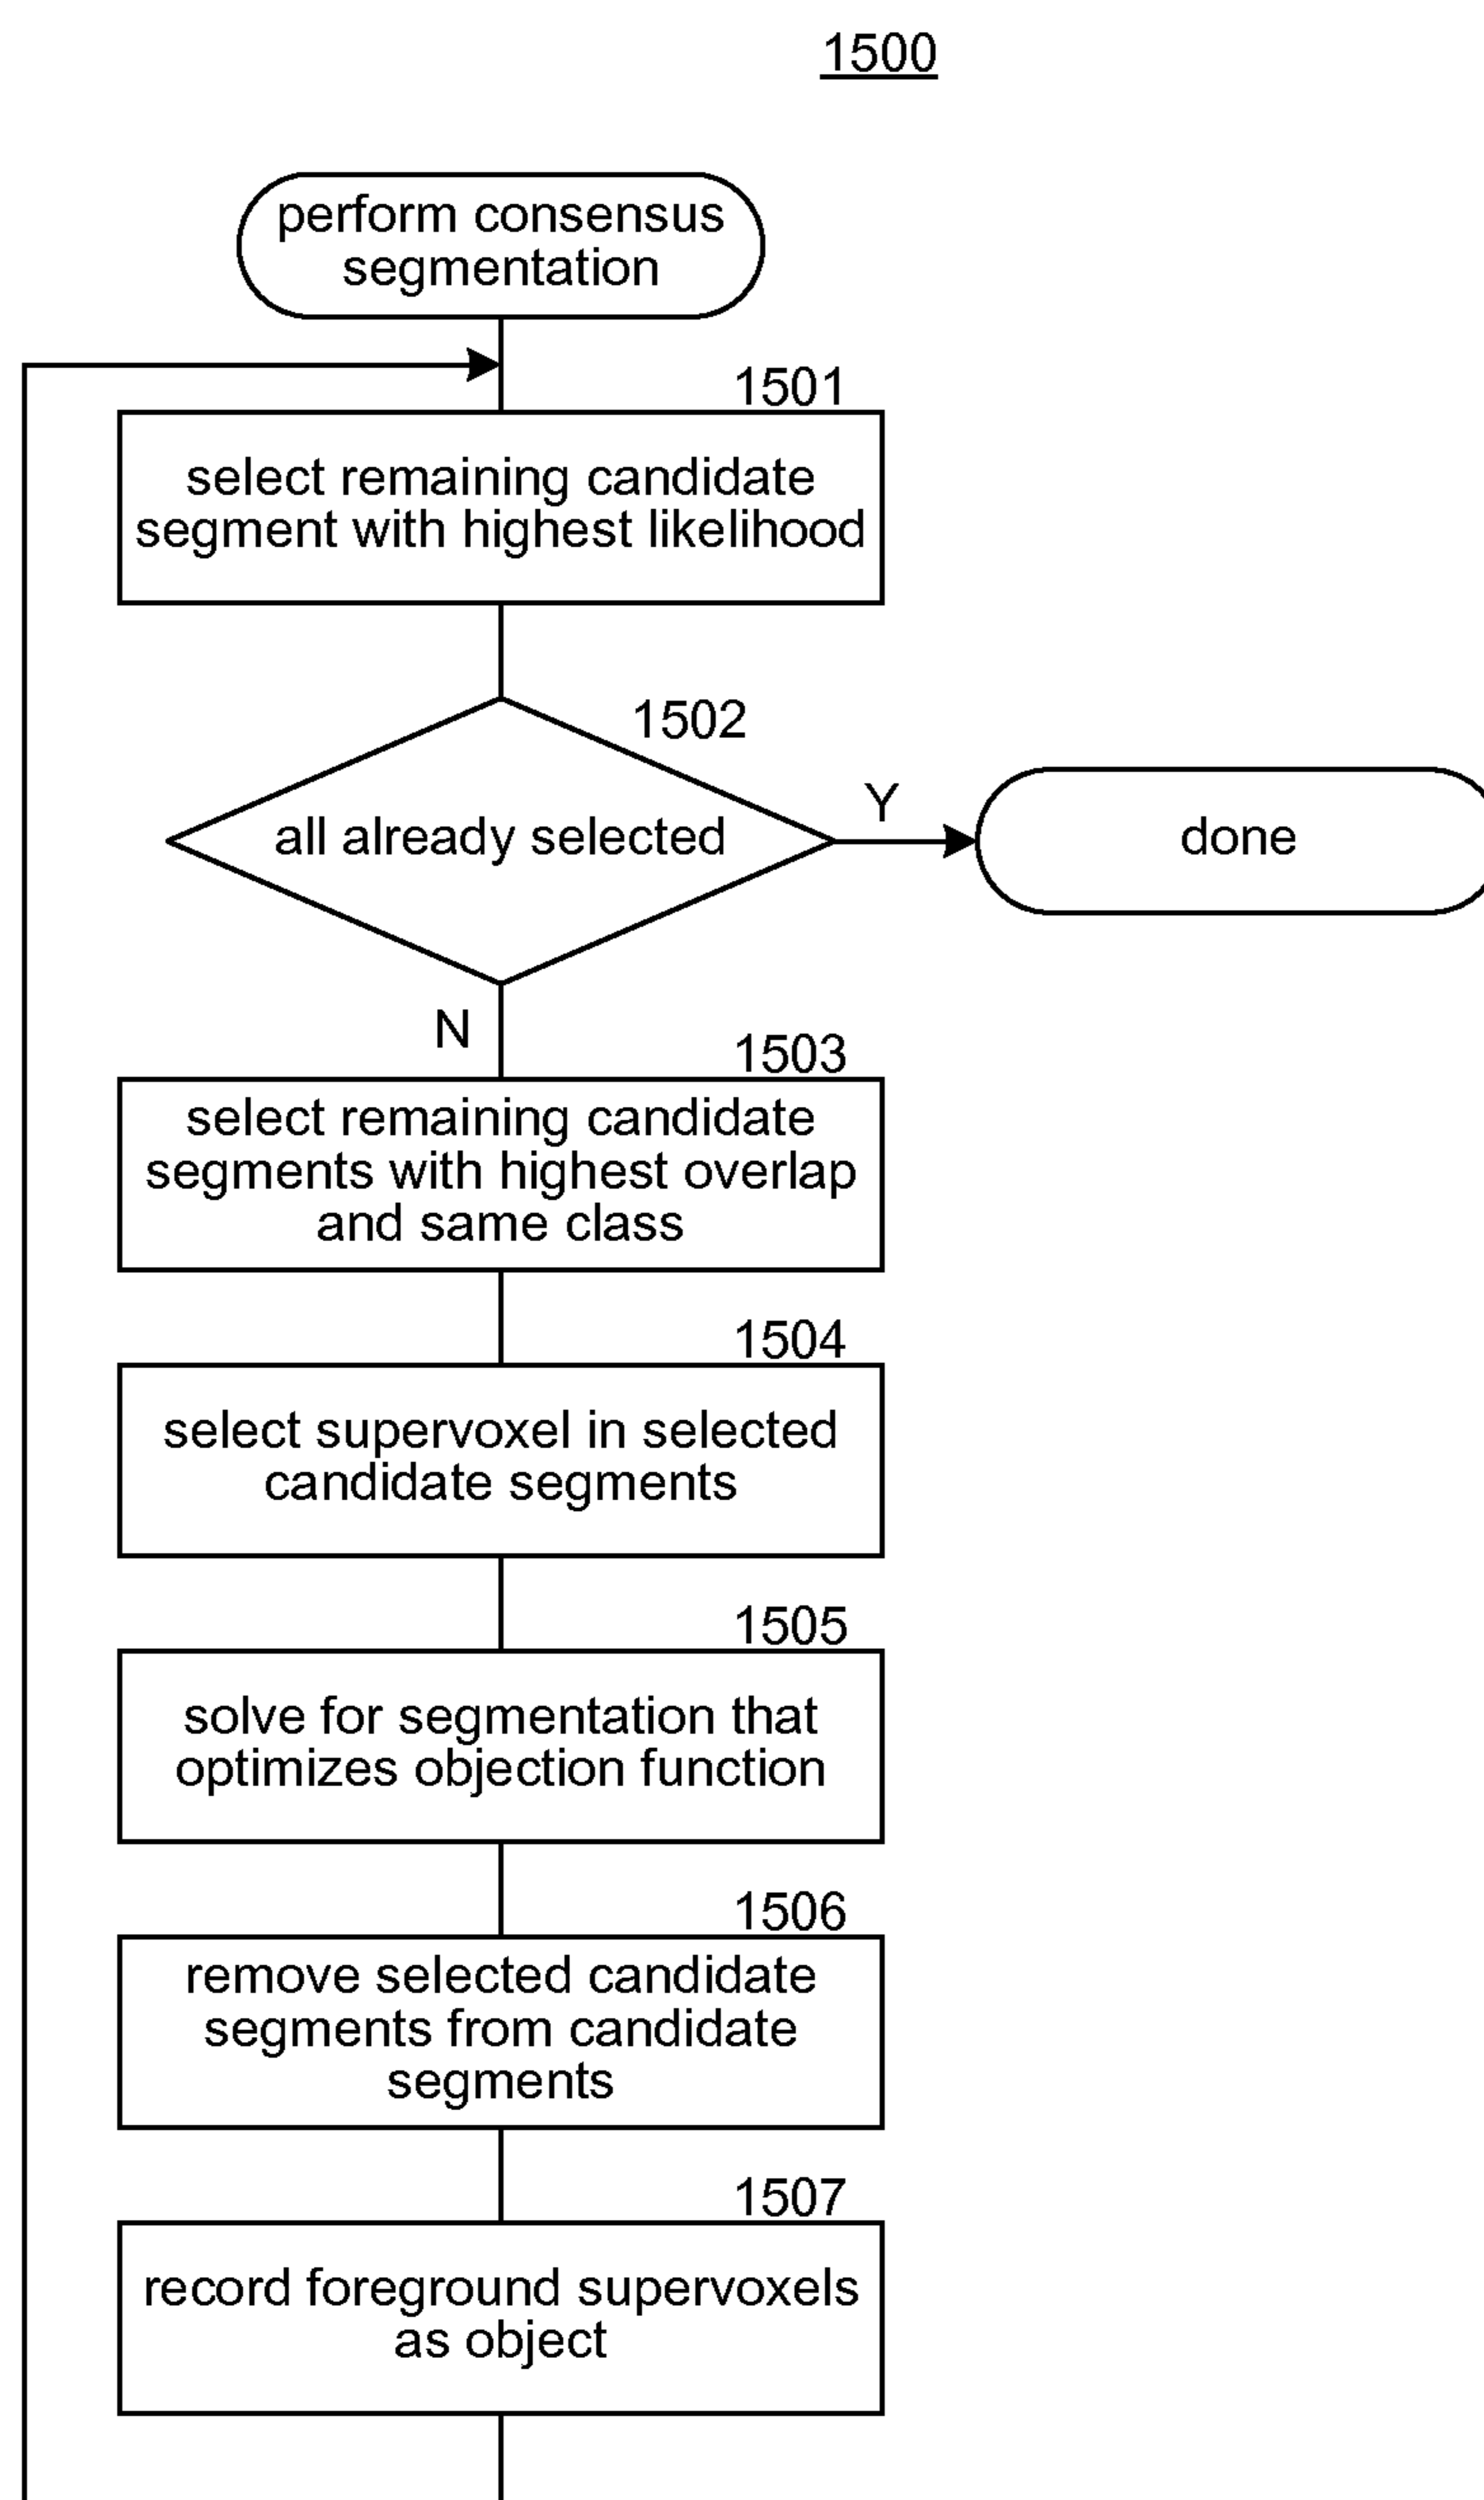 1500
perform consensus
segmentation
1501
select remaining candidate
segment with highest likelihood
1502
all already selected
Y
done
N
1503
select remaining candidate
segments with highest overlap
and same class
1504
select supervoxel in selected
candidate segments
1505
solve for segmentation that
optimizes objection function
1506
remove selected candidate
segments from candidate
segments
1507
record foreground supervoxels
as object